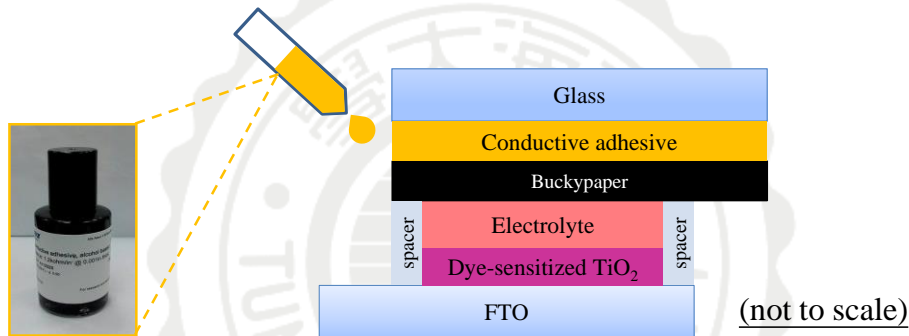 Glass
Conductive adhesive
Buckypaper
spacer
Electrolyte
spacer
Dye-sensitized TiO₂
FTO
(not to scale)